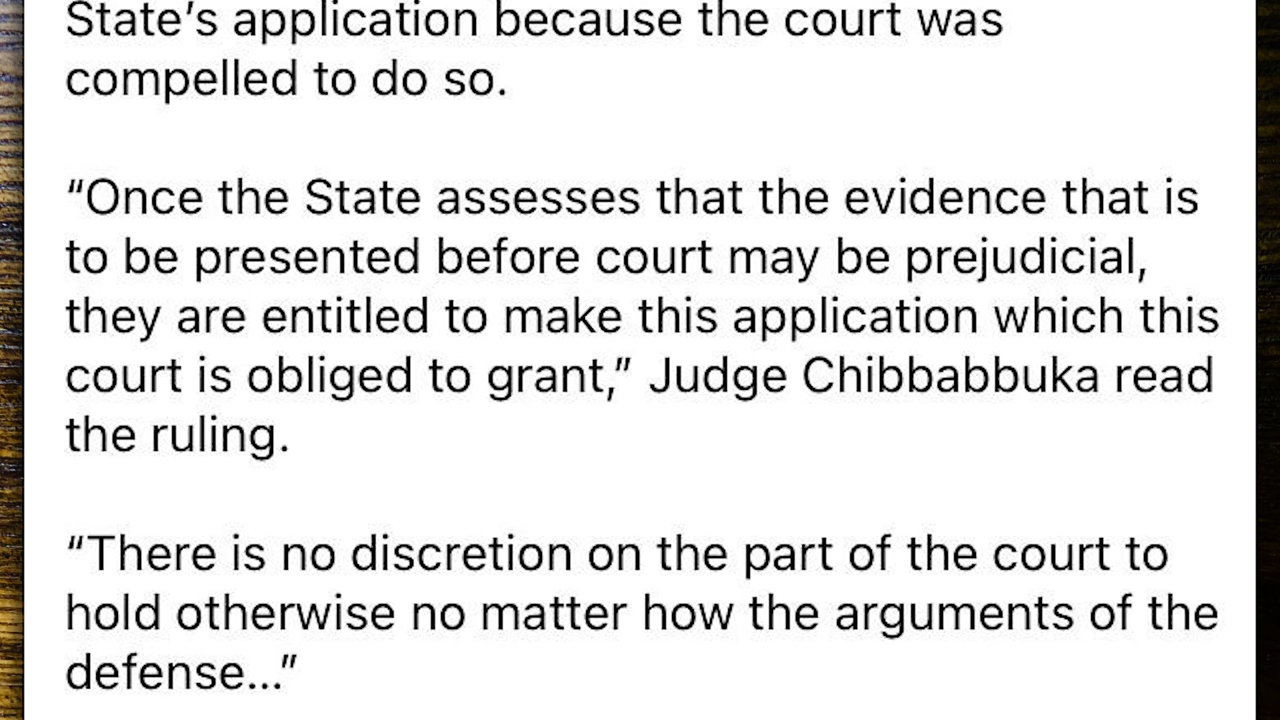 State’s application because the court was
compelled to do so.
“Once the State assesses that the evidence that is
to be presented before court may be prejudicial,
they are entitled to make this application which this
court is obliged to grant,” Judge Chibbabbuka read
the ruling.
“There is no discretion on the part of the court to
hold otherwise no matter how the arguments of the
defense...”